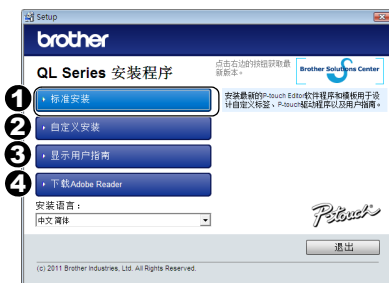 Setup
brother
QL Series 安装程序
点击右边的按钮获取最
新版本。
Brother Solutions Center
1 ▸ 标准安装
安装最新的P-touch Editor软件程序和模板用于设
计自定义标签、P-touch驱动程序以及用户指南。
2 ▸ 自定义安装
3 ▸ 显示用户指南
4 ▸ 下载Adobe Reader
安装语言：
中文简体
P-touch
退出
(c) 2011 Brother Industries, Ltd. All Rights Reserved.